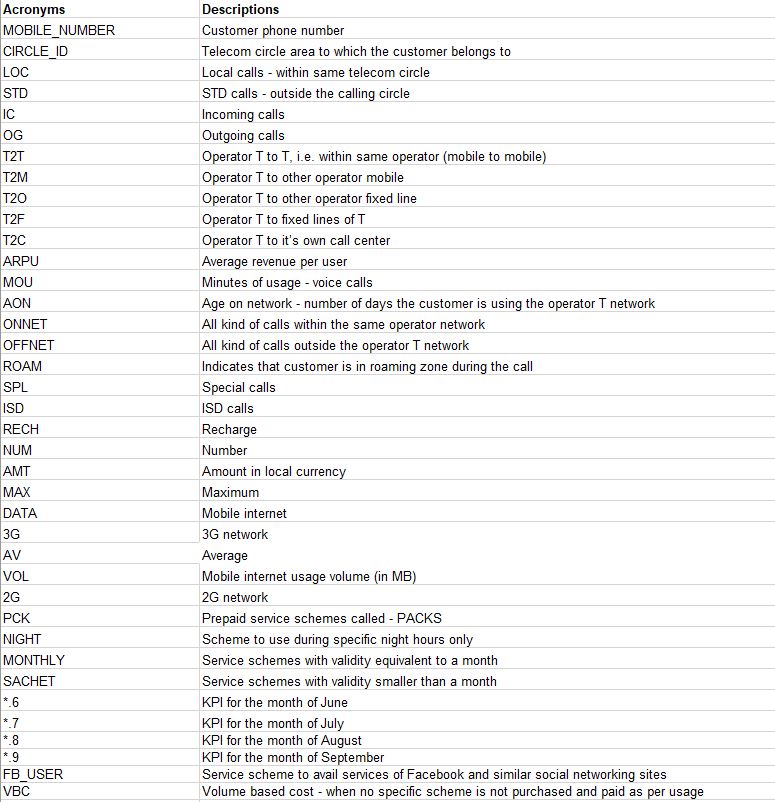 Acronyms Descriptions
MOBILE_NUMBER Customer phone number
CIRCLE_ID Telecom circle area to which the customer belongs to
LOC Local calls - within same telecom circle
STD STD calls - outside the calling circle
IC Incoming calls
OG Outgoing calls
T2T Operator T to T, i.e. within same operator (mobile to mobile)
T2M Operator T to other operator mobile
T2O Operator T to other operator fixed line
T2F Operator T to fixed lines of T
T2C Operator T to it's own call center
ARPU Average revenue per user
MOU Minutes of usage - voice calls
AON Age on network - number of days the customer is using the operator T network
ONNET All kind of calls within the same operator network
OFFNET All kind of calls outside the operator T network
ROAM Indicates that customer is in roaming zone during the call
SPL Special calls
ISD ISD calls
RECH Recharge
NUM Number
AMT Amount in local currency
MAX Maximum
DATA Mobile internet
3G 3G network
AV Average
VOL Mobile internet usage volume (in MB)
2G 2G network
PCK Prepaid service schemes called - PACKS
NIGHT Scheme to use during specific night hours only
MONTHLY Service schemes with validity equivalent to a month
SACHET Service schemes with validity smaller than a month
*.6 KPI for the month of June
*.7 KPI for the month of July
*.8 KPI for the month of August
*.9 KPI for the month of September
FB_USER Service scheme to avail services of Facebook and similar social networking sites
VBC Volume based cost - when no specific scheme is not purchased and paid as per usage